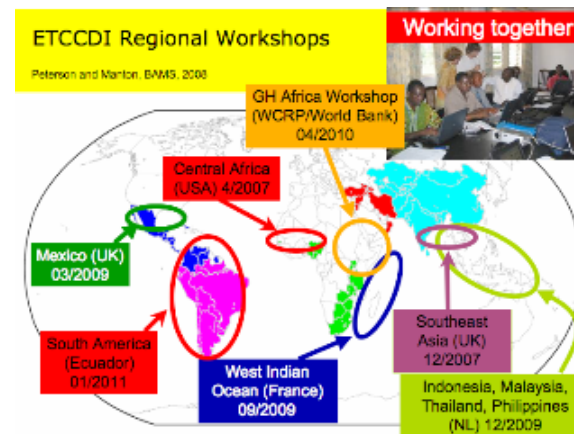 ETCCDI Regional Workshops
Peterson and Manton, BAMS, 2008
Working together
GH Africa Workshop
(WCRP/World Bank)
04/2010
Central Africa
(USA) 4/2007
Mexico (UK)
03/2009
South America
(Ecuador)
01/2011
West Indian
Ocean (France)
09/2009
Southeast
Asia (UK)
12/2007
Indonesia, Malaysia,
Thailand, Philippines
(NL) 12/2009